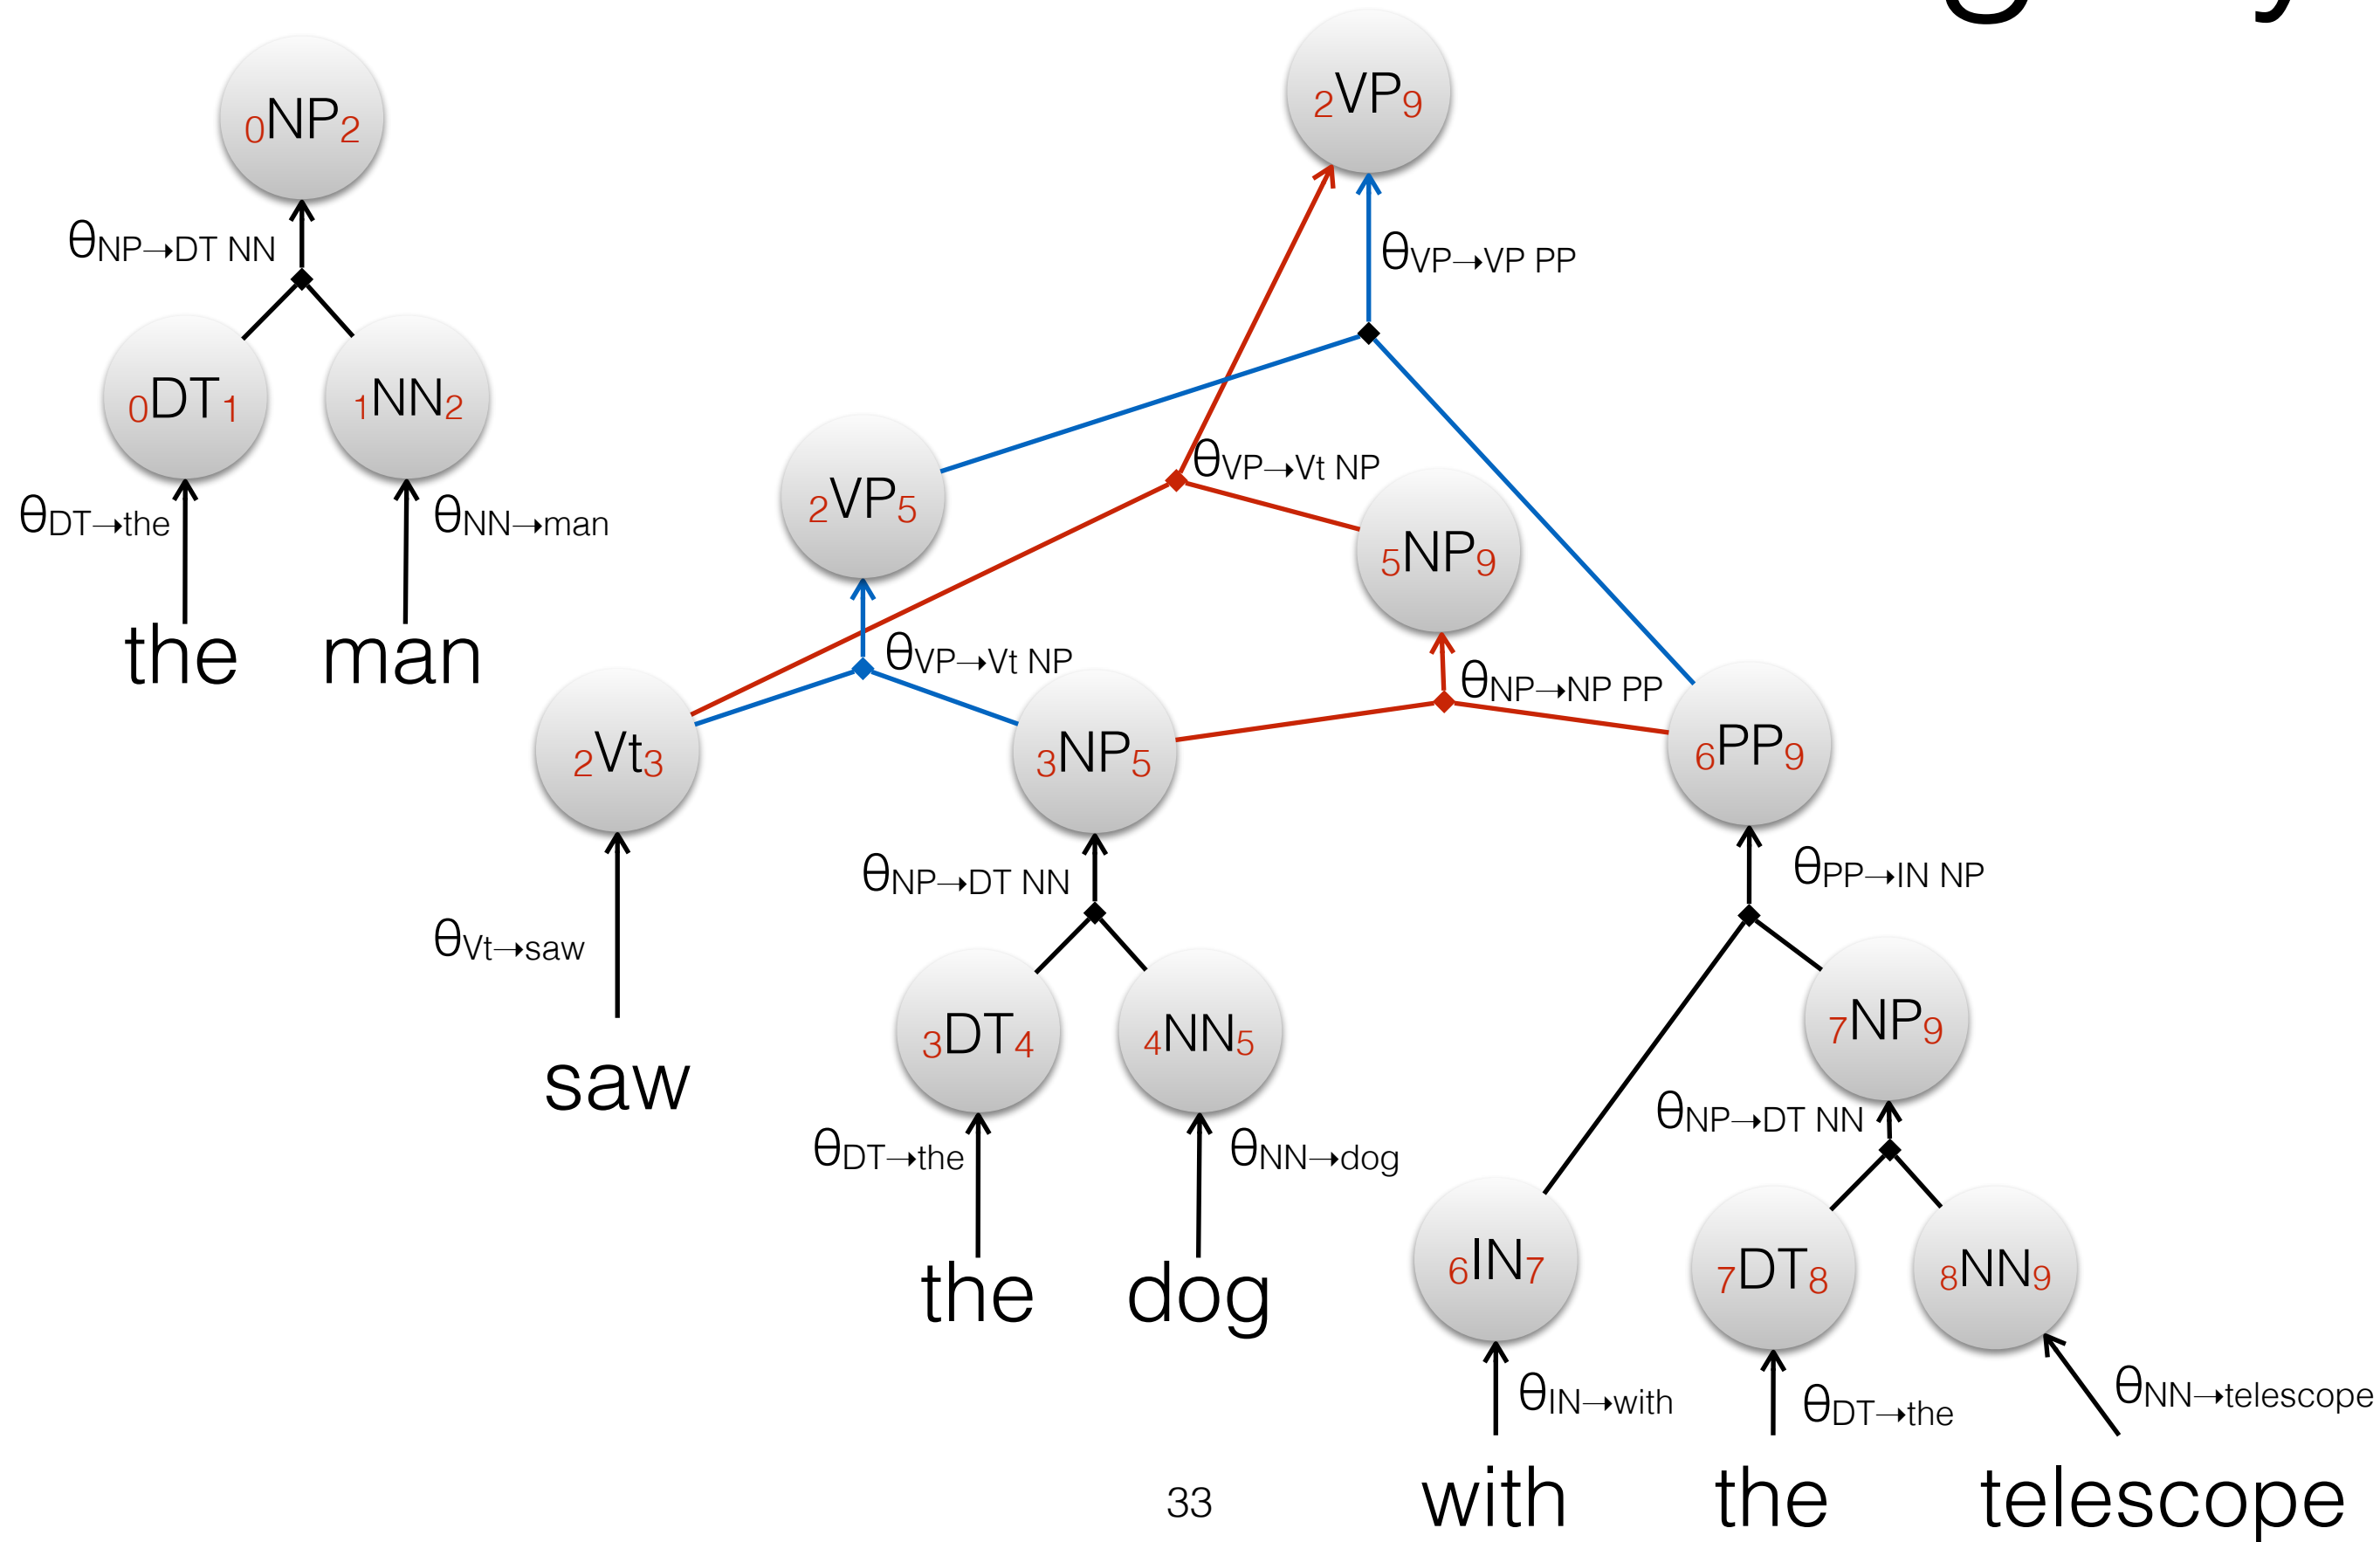 0NP2
2VP9
θNP→DT NN
θVP→VP PP
0DT1
1NN2
θVP→Vt NP
2VP5
5NP9
θDT→the
θNN→man
the man
θVP→Vt NP
θNP→NP PP
2Vt3
3NP5
6PP9
θNP→DT NN
θPP→IN NP
θVt→saw
3DT4
4NN5
7NP9
saw
θNP→DT NN
θDT→the
θNN→dog
6IN7
7DT8
8NN9
the dog
θIN→with
θDT→the
θNN→telescope
with the telescope
33